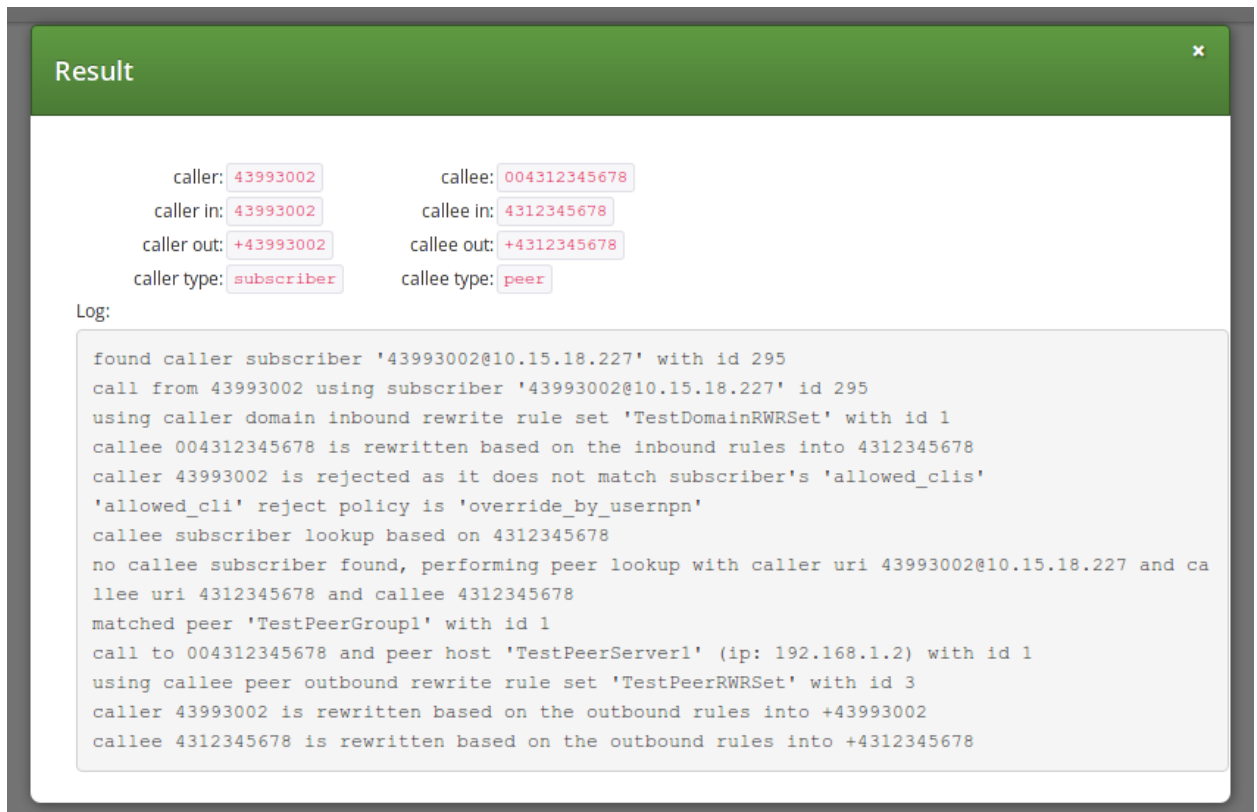 Result
×
caller: 43993002 callee: 004312345678
caller in: 43993002 callee in: 4312345678
caller out: +43993002 callee out: +4312345678
caller type: subscriber callee type: peer
Log:
found caller subscriber '43993002@10.15.18.227' with id 295
call from 43993002 using subscriber '43993002@10.15.18.227' id 295
using caller domain inbound rewrite rule set 'TestDomainRWRSet' with id 1
callee 004312345678 is rewritten based on the inbound rules into 4312345678
caller 43993002 is rejected as it does not match subscriber's 'allowed_clis'
'allowed_cli' reject policy is 'override_by_usernpn'
callee subscriber lookup based on 4312345678
no callee subscriber found, performing peer lookup with caller uri 43993002@10.15.18.227 and ca
llee uri 4312345678 and callee 4312345678
matched peer 'TestPeerGroup1' with id 1
call to 004312345678 and peer host 'TestPeerServer1' (ip: 192.168.1.2) with id 1
using callee peer outbound rewrite rule set 'TestPeerRWRSet' with id 3
caller 43993002 is rewritten based on the outbound rules into +43993002
callee 4312345678 is rewritten based on the outbound rules into +4312345678